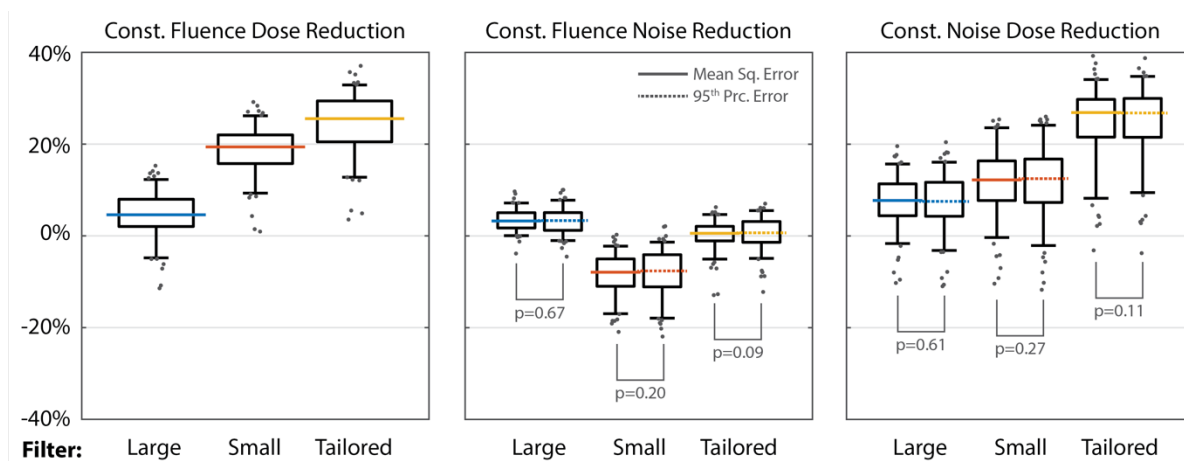 Const. Fluence Dose Reduction
Const. Fluence Noise Reduction
Const. Noise Dose Reduction
40%
20%
0%
-20%
-40%
Mean Sq. Error
95th Prc. Error
p=0.67
p=0.20
p=0.09
p=0.61
p=0.27
p=0.11
Filter: Large Small Tailored Large Small Tailored Large Small Tailored